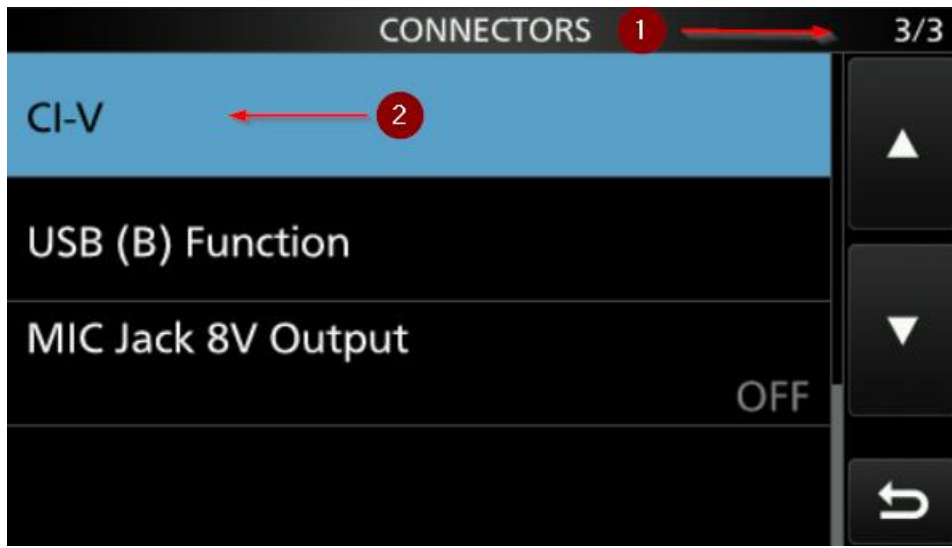 CONNECTORS 1 3/3
CI-V 2
USB (B) Function
MIC Jack 8V Output
OFF